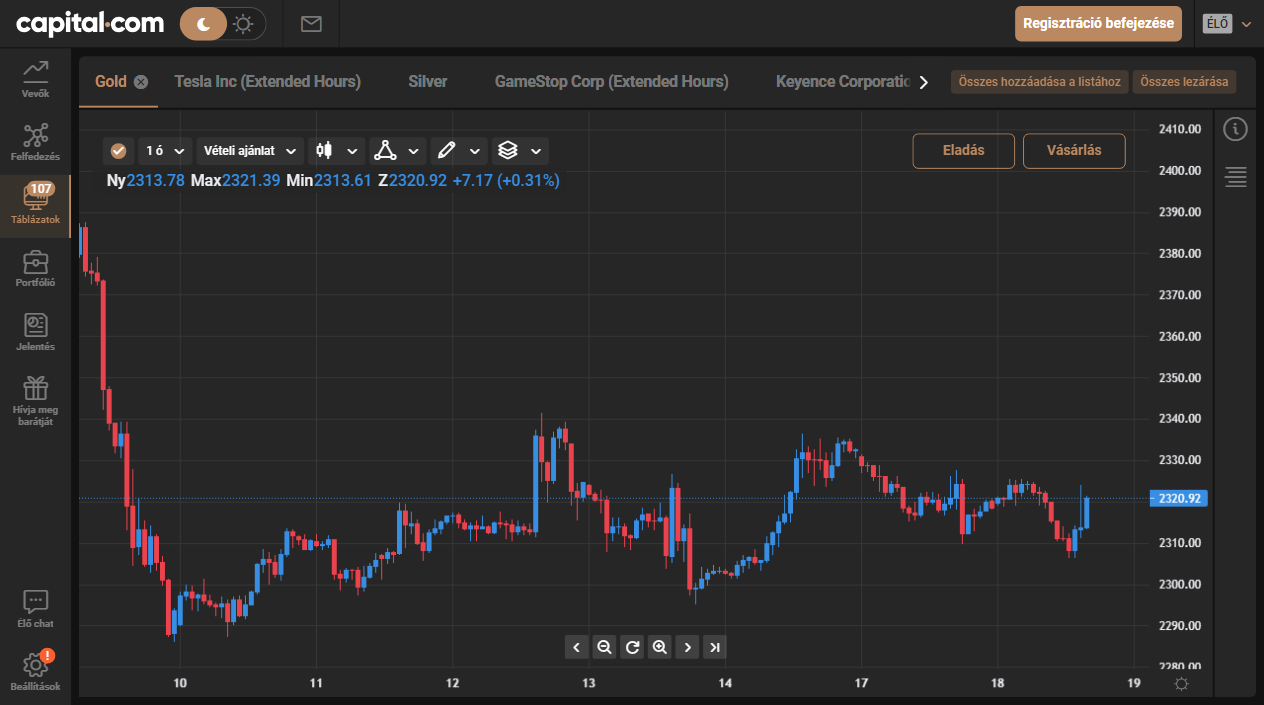 capital.com
Regisztráció befejezése
ÉLŐ
Vevők
Felfedezés
107
Táblázatok
Portfólió
Jelentés
Hívja meg
barátját
Élő chat
Beállítások
Gold
Tesla Inc (Extended Hours)
Silver
GameStop Corp (Extended Hours)
Keyence Corporatic
Összes hozzáadása a listához
Összes lezárása
1 ó
Vételi ajánlat
Eladás
Vásárlás
Ny2313.78 Max2321.39 Min2313.61 Z2320.92 +7.17 (+0.31%)
2410.00
2400.00
2390.00
2380.00
2370.00
2360.00
2350.00
2340.00
2330.00
2320.92
2310.00
2300.00
2290.00
2280.00
10 11 12 13 14 17 18 19